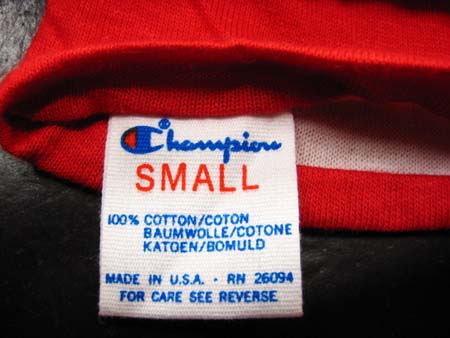 ®
Champion
SMALL
100% COTTON/COTON
BAUMWOLLE/COTONE
KATOEN/BOMULD
MADE IN U.S.A. - RN 26094
FOR CARE SEE REVERSE